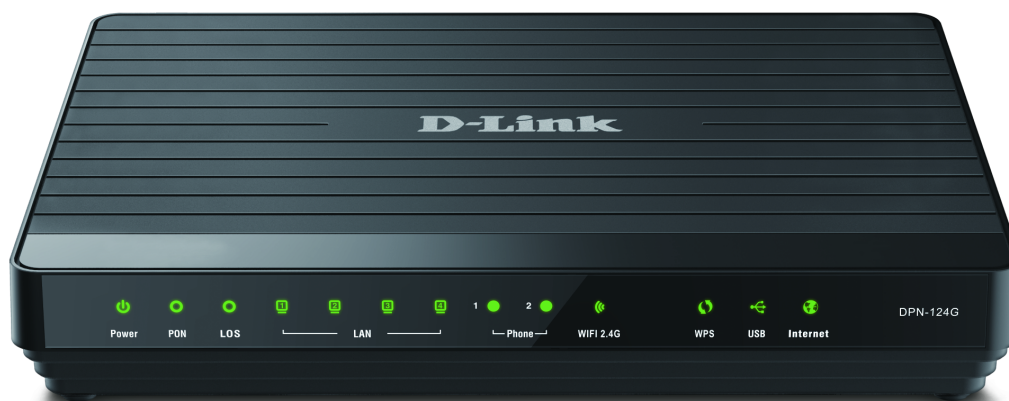 D-Link
1 2 3 4 1 2
Power PON LOS LAN Phone WIFI 2.4G WPS USB Internet
DPN-124G